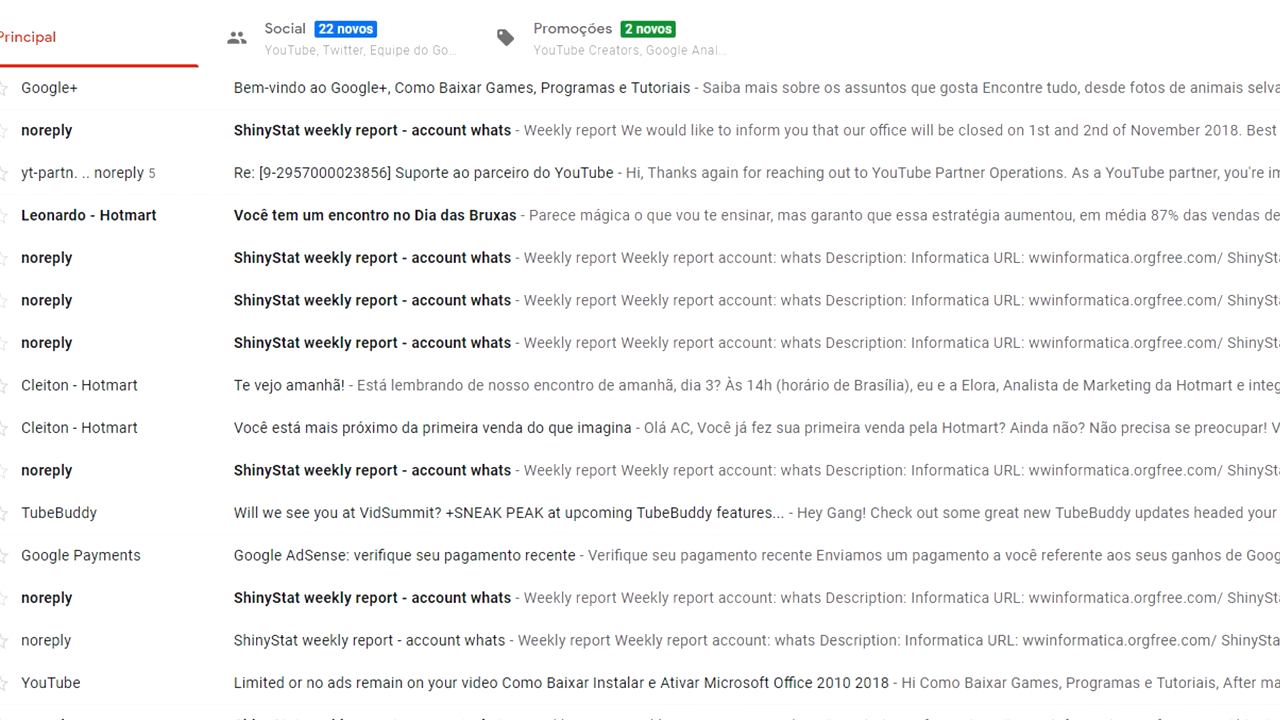 Principal
Social 22 novos
YouTube, Twitter, Equipe do Go...
Promoções 2 novos
YouTube Creators, Google Anal...
Google+ Bem-vindo ao Google+, Como Baixar Games, Programas e Tutoriais - Saiba mais sobre os assuntos que gosta Encontre tudo, desde fotos de animais selva
noreply ShinyStat weekly report - account whats - Weekly report We would like to inform you that our office will be closed on 1st and 2nd of November 2018. Best
yt-partn. .. noreply 5 Re: [9-2957000023856] Suporte ao parceiro do YouTube - Hi, Thanks again for reaching out to YouTube Partner Operations. As a YouTube partner, you're im
Leonardo - Hotmart Você tem um encontro no Dia das Bruxas - Parece mágica o que vou te ensinar, mas garanto que essa estratégia aumentou, em média 87% das vendas de
noreply ShinyStat weekly report - account whats - Weekly report Weekly report account: whats Description: Informatica URL: wwinformatica.orgfree.com/ ShinySta
noreply ShinyStat weekly report - account whats - Weekly report Weekly report account: whats Description: Informatica URL: wwinformatica.orgfree.com/ ShinySta
noreply ShinyStat weekly report - account whats - Weekly report Weekly report account: whats Description: Informatica URL: wwinformatica.orgfree.com/ ShinySta
Cleiton - Hotmart Te vejo amanhã! - Está lembrando de nosso encontro de amanhã, dia 3? Às 14h (horário de Brasília), eu e a Elora, Analista de Marketing da Hotmart e integ
Cleiton - Hotmart Você está mais próximo da primeira venda do que imagina - Olá AC, Você já fez sua primeira venda pela Hotmart? Ainda não? Não precisa se preocupar! V
noreply ShinyStat weekly report - account whats - Weekly report Weekly report account: whats Description: Informatica URL: wwinformatica.orgfree.com/ ShinySta
TubeBuddy Will we see you at VidSummit? +SNEAK PEAK at upcoming TubeBuddy features... - Hey Gang! Check out some great new TubeBuddy updates headed your
Google Payments Google AdSense: verifique seu pagamento recente - Verifique seu pagamento recente Enviamos um pagamento a você referente aos seus ganhos de Goog
noreply ShinyStat weekly report - account whats - Weekly report Weekly report account: whats Description: Informatica URL: wwinformatica.orgfree.com/ ShinySta
noreply ShinyStat weekly report - account whats - Weekly report Weekly report account: whats Description: Informatica URL: wwinformatica.orgfree.com/ ShinySta
YouTube Limited or no ads remain on your video Como Baixar Instalar e Ativar Microsoft Office 2010 2018 - Hi Como Baixar Games, Programas e Tutoriais, After ma